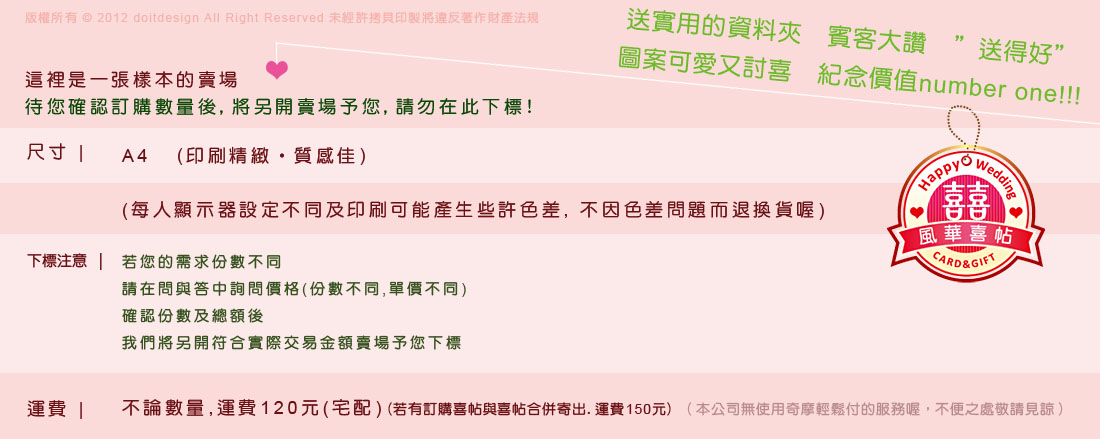 版權所有 © 2012 doitdesign All Right Reserved 未經許拷貝印製將違反著作財產法規
送實用的資料夾 賓客大讚 ”送得好”
圖案可愛又討喜 紀念價值number one!!!
這裡是一張樣本的賣場
待您確認訂購數量後,將另開賣場予您,請勿在此下標!
尺寸 | A4 (印刷精緻・質感佳)
(每人顯示器設定不同及印刷可能產生些許色差, 不因色差問題而退換貨喔)
Happy Wedding
囍
風華喜帖
CARD&GIFT
下標注意 | 若您的需求份數不同
請在問與答中詢問價格(份數不同,單價不同)
確認份數及總額後
我們將另開符合實際交易金額賣場予您下標
運費 | 不論數量,運費120元(宅配)(若有訂購喜帖與喜帖合併寄出.運費150元)(本公司無使用奇摩輕鬆付的服務喔,不便之處敬請見諒)